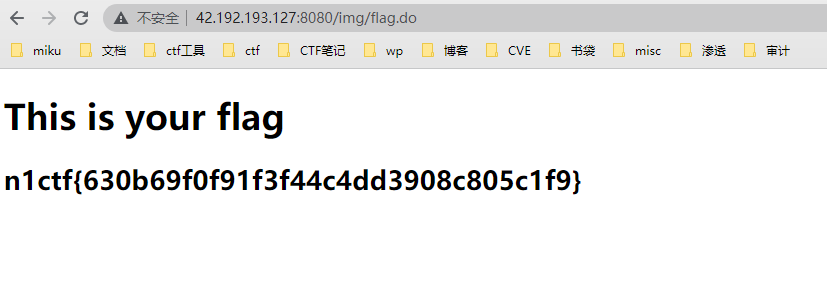 不安全 42.192.193.127:8080/img/flag.do
miku 文档 ctf工具 ctf CTF笔记 wp 博客 CVE 书袋 misc 渗透 审计
This is your flag
n1ctf{630b69f0f91f3f44c4dd3908c805c1f9}